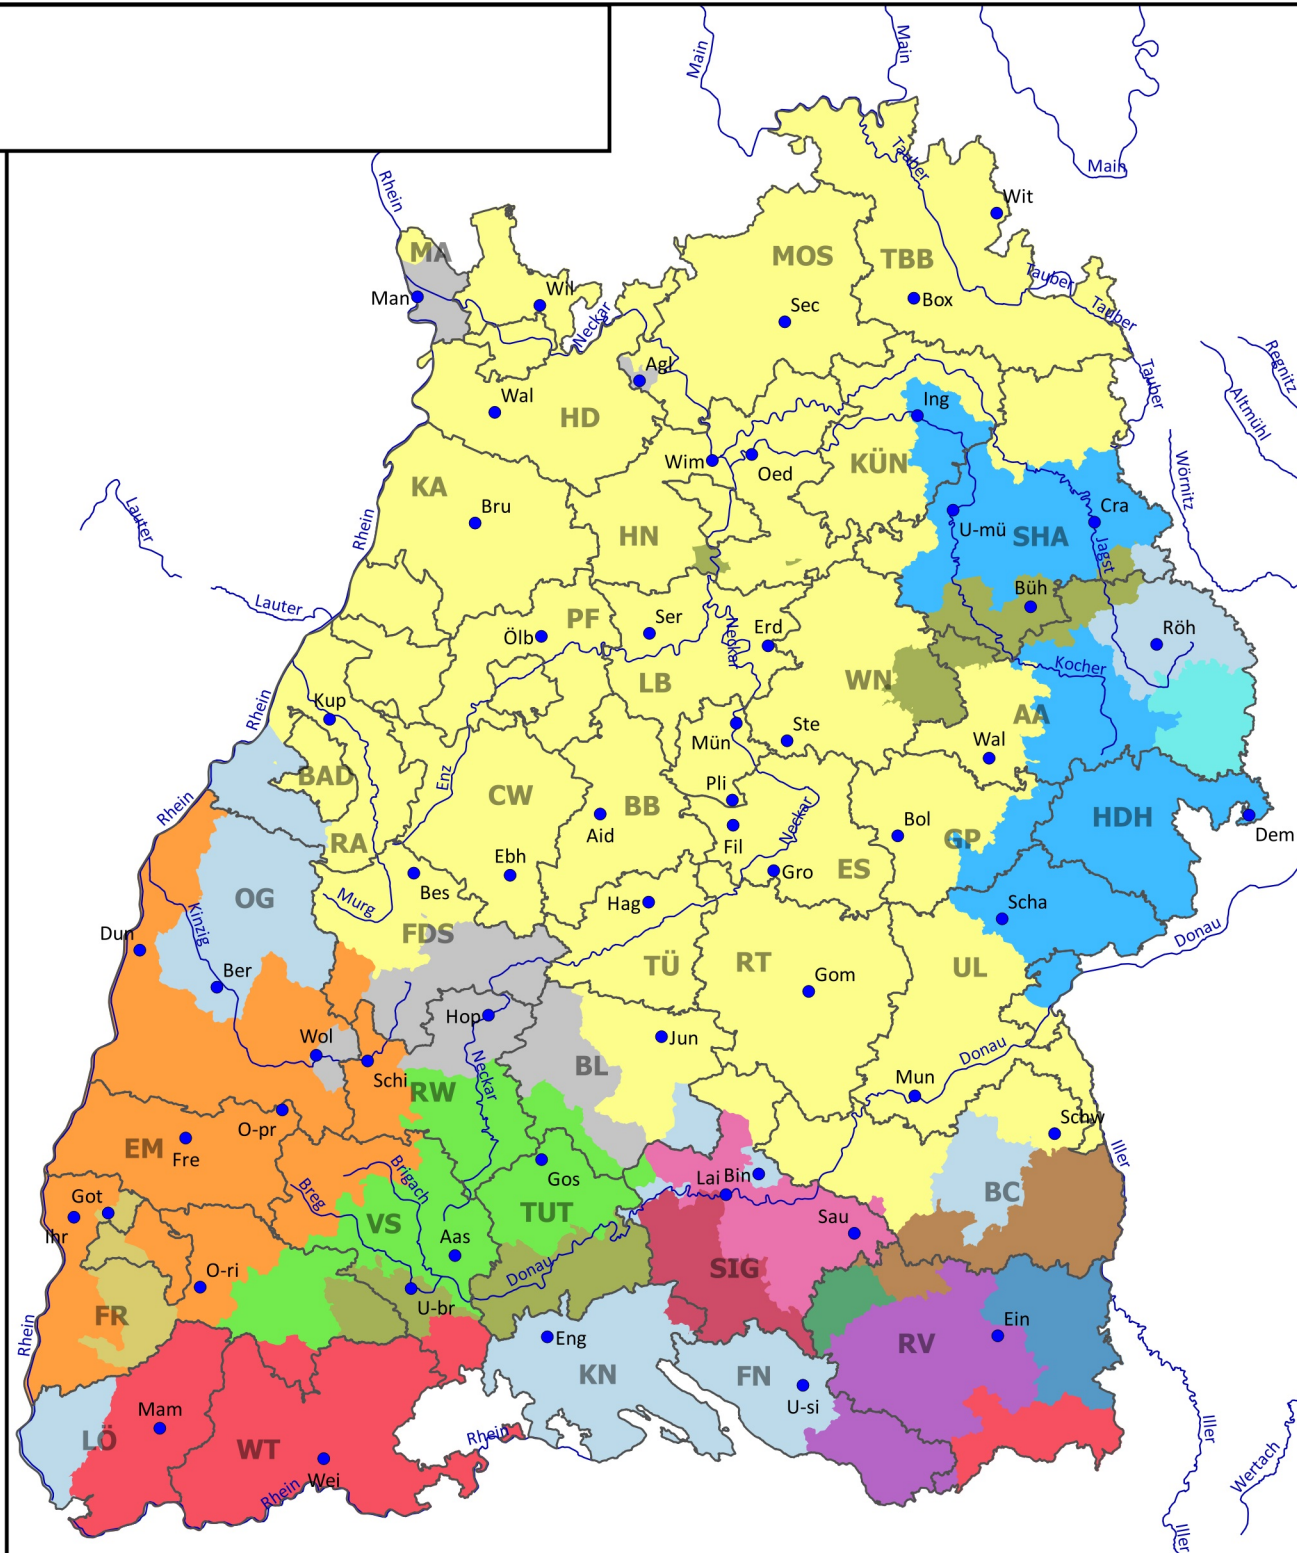 Main
Main
Main
Rhein
Tauber
Wit
MA
MOS
TBB
Tauber
Man
Wil
Neckar
Sec
Box
Tauber
Regnitz
Agl
Tauber
Altmühl
Wal
HD
Ing
Wim
Oed
KÜN
Wörnitz
KA
Bru
Lauter
Rhein
HN
U-mü
SHA
Cra
Jagst
Lauter
PF
Ser
Erd
Büh
Röh
Ölb
Neckar
Kocher
LB
WN
AA
Rhein
Kup
Mün
Ste
Wal
BAD
Enz
CW
Pli
BB
Rhein
Aid
Fil
Neckar
Bol
GP
HDH
Dem
RA
Ebh
Bes
Gro
ES
OG
Murg
Hag
Scha
Kinzig
Dun
FDS
Donau
Ber
TÜ
RT
Gom
UL
Hop
Wol
Jun
Schi
Neckar
BL
Donau
RW
Mun
O-pr
EM
Fre
Schw
Brigach
Gos
Lai
Bin
Iller
Breg
Got
Ihr
VS
TUT
BC
Sau
Aas
O-ri
Donau
SIG
U-br
FR
Rhein
Eng
KN
FN
RV
Ein
U-si
Mam
LÖ
WT
Rhein
Iller
Wei
Rhein
Wertach
Iller